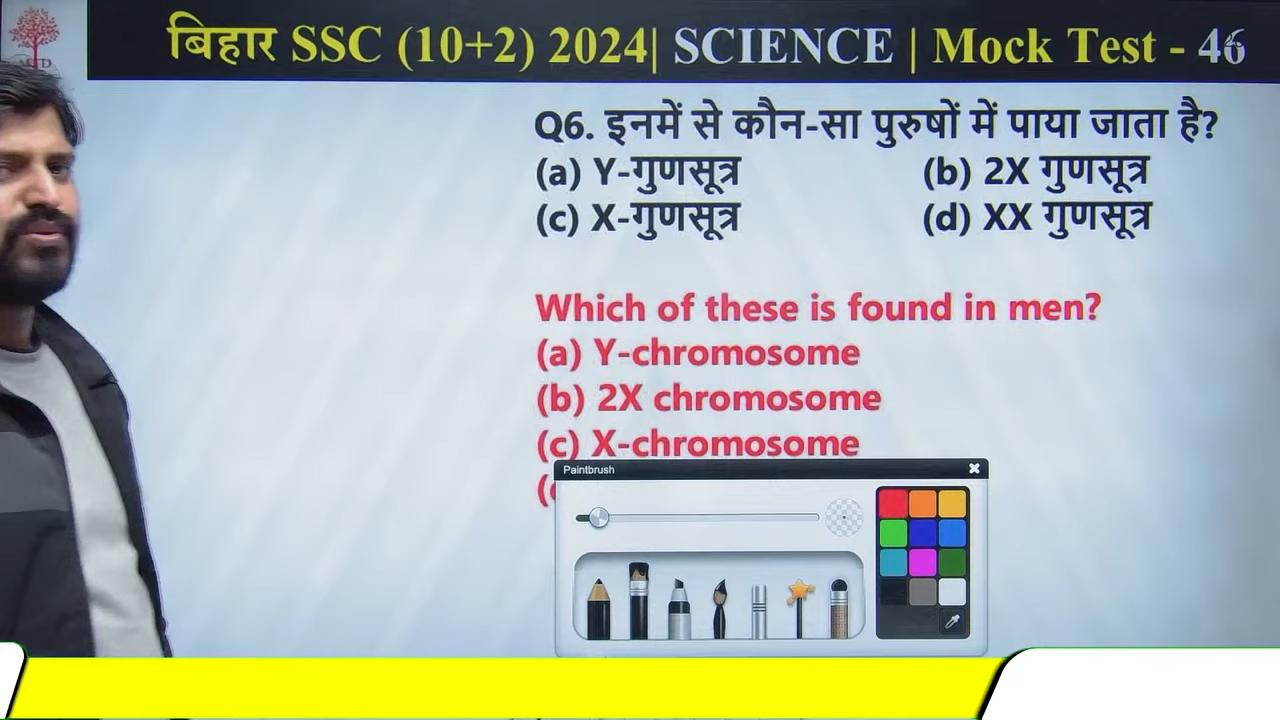 बिहार SSC (10+2) 2024| SCIENCE | Mock Test - 46
Q6. इनमें से कौन-सा पुरुषों में पाया जाता है?
(a) Y-गुणसूत्र (b) 2X गुणसूत्र
(c) X-गुणसूत्र (d) XX गुणसूत्र
Which of these is found in men?
(a) Y-chromosome
(b) 2X chromosome
(c) X-chromosome
Paintbrush